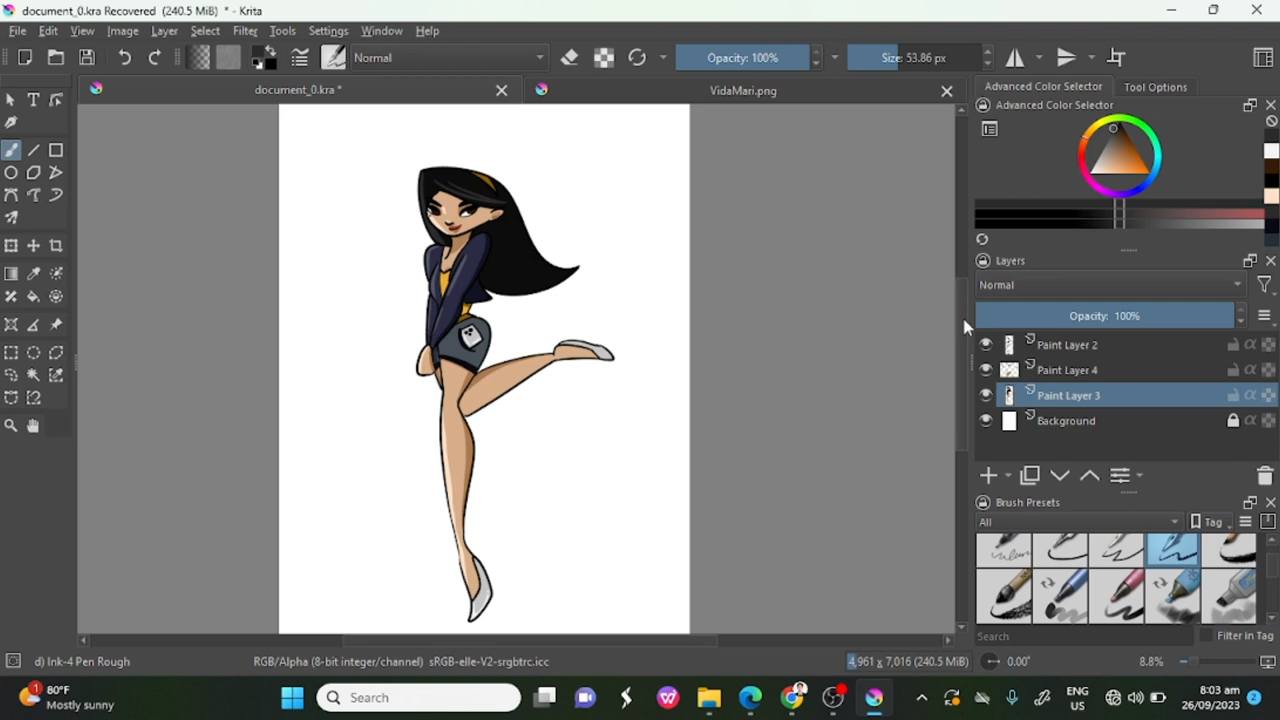 document_0.kra Recovered (240.5 MiB) * - Krita
File Edit View Image Layer Select Filter Tools Settings Window Help
Normal Opacity: 100% Size: 53.86 px
document_0.kra * VidaMari.png
Advanced Color Selector Tool Options
Advanced Color Selector
Layers
Normal
Opacity: 100%
Paint Layer 2
Paint Layer 4
Paint Layer 3
Background
Brush Presets
All Tag
Search Filter in Tag
d) Ink-4 Pen Rough RGB/Alpha (8-bit integer/channel) sRGB-elle-V2-srgbtrc.icc 4,961 x 7,016 (240.5 MiB) 0.00° 8.8%
1 80°F
Mostly sunny
Search
ENG
US
8:03 am
26/09/2023
2